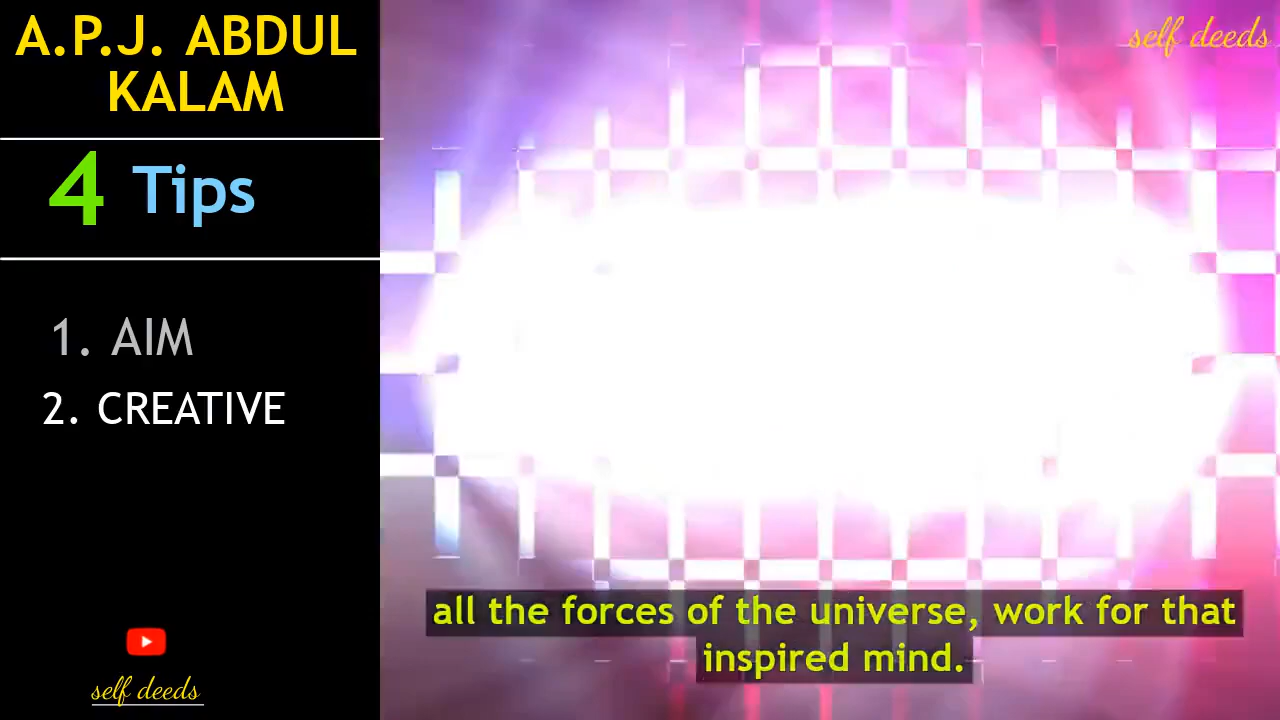 A.P.J. ABDUL
KALAM
4 Tips
1. AIM
2. CREATIVE
self deeds
self deeds
all the forces of the universe, work for that
inspired mind.